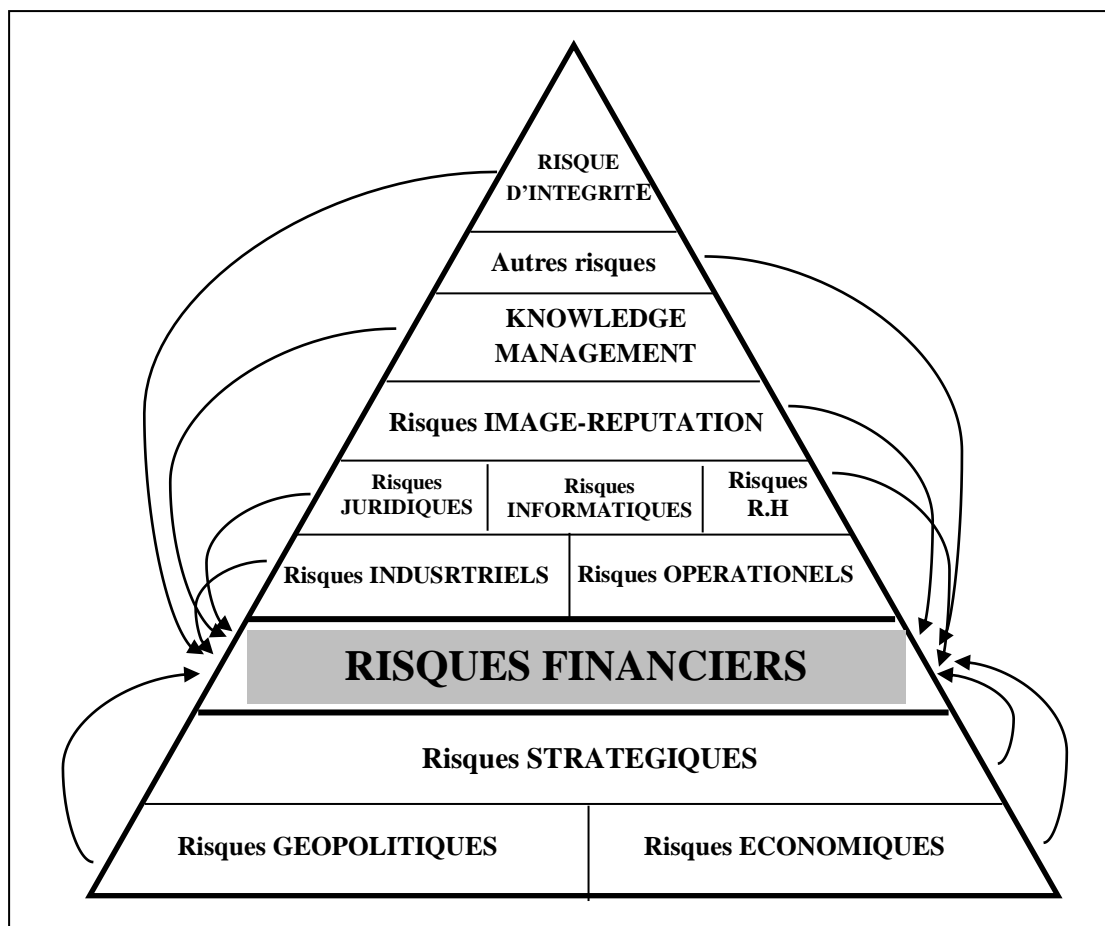 RISQUE
D’INTEGRITE
Autres risques
KNOWLEDGE
MANAGEMENT
Risques IMAGE-REPUTATION
Risques
JURIDIQUES
Risques
INFORMATIQUES
Risques
R.H
Risques INDUSRTRIELS
Risques OPERATIONELS
RISQUES FINANCIERS
Risques STRATEGIQUES
Risques GEOPOLITIQUES
Risques ECONOMIQUES